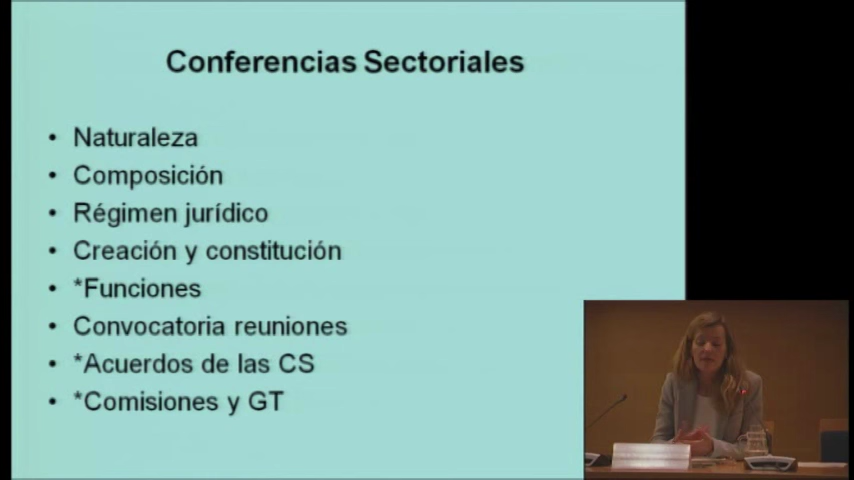 Conferencias Sectoriales
• Naturaleza
• Composición
• Régimen jurídico
• Creación y constitución
• *Funciones
• Convocatoria reuniones
• *Acuerdos de las CS
• *Comisiones y GT